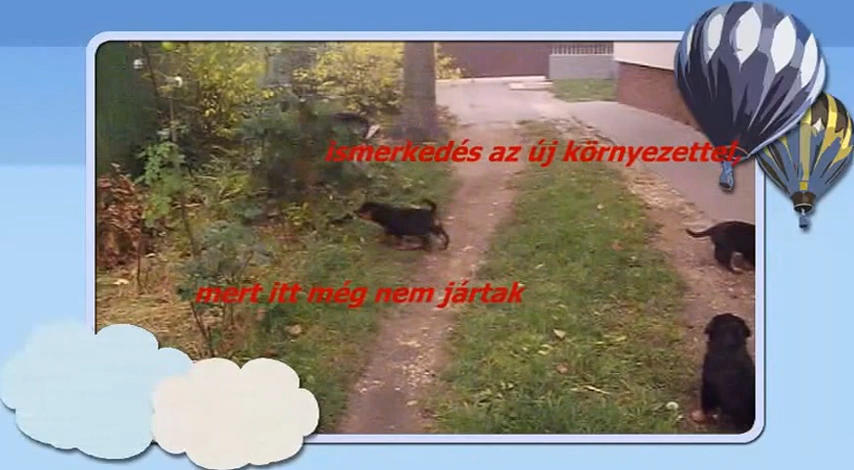 ismerkedés az új környezettel,
mert itt még nem jártak